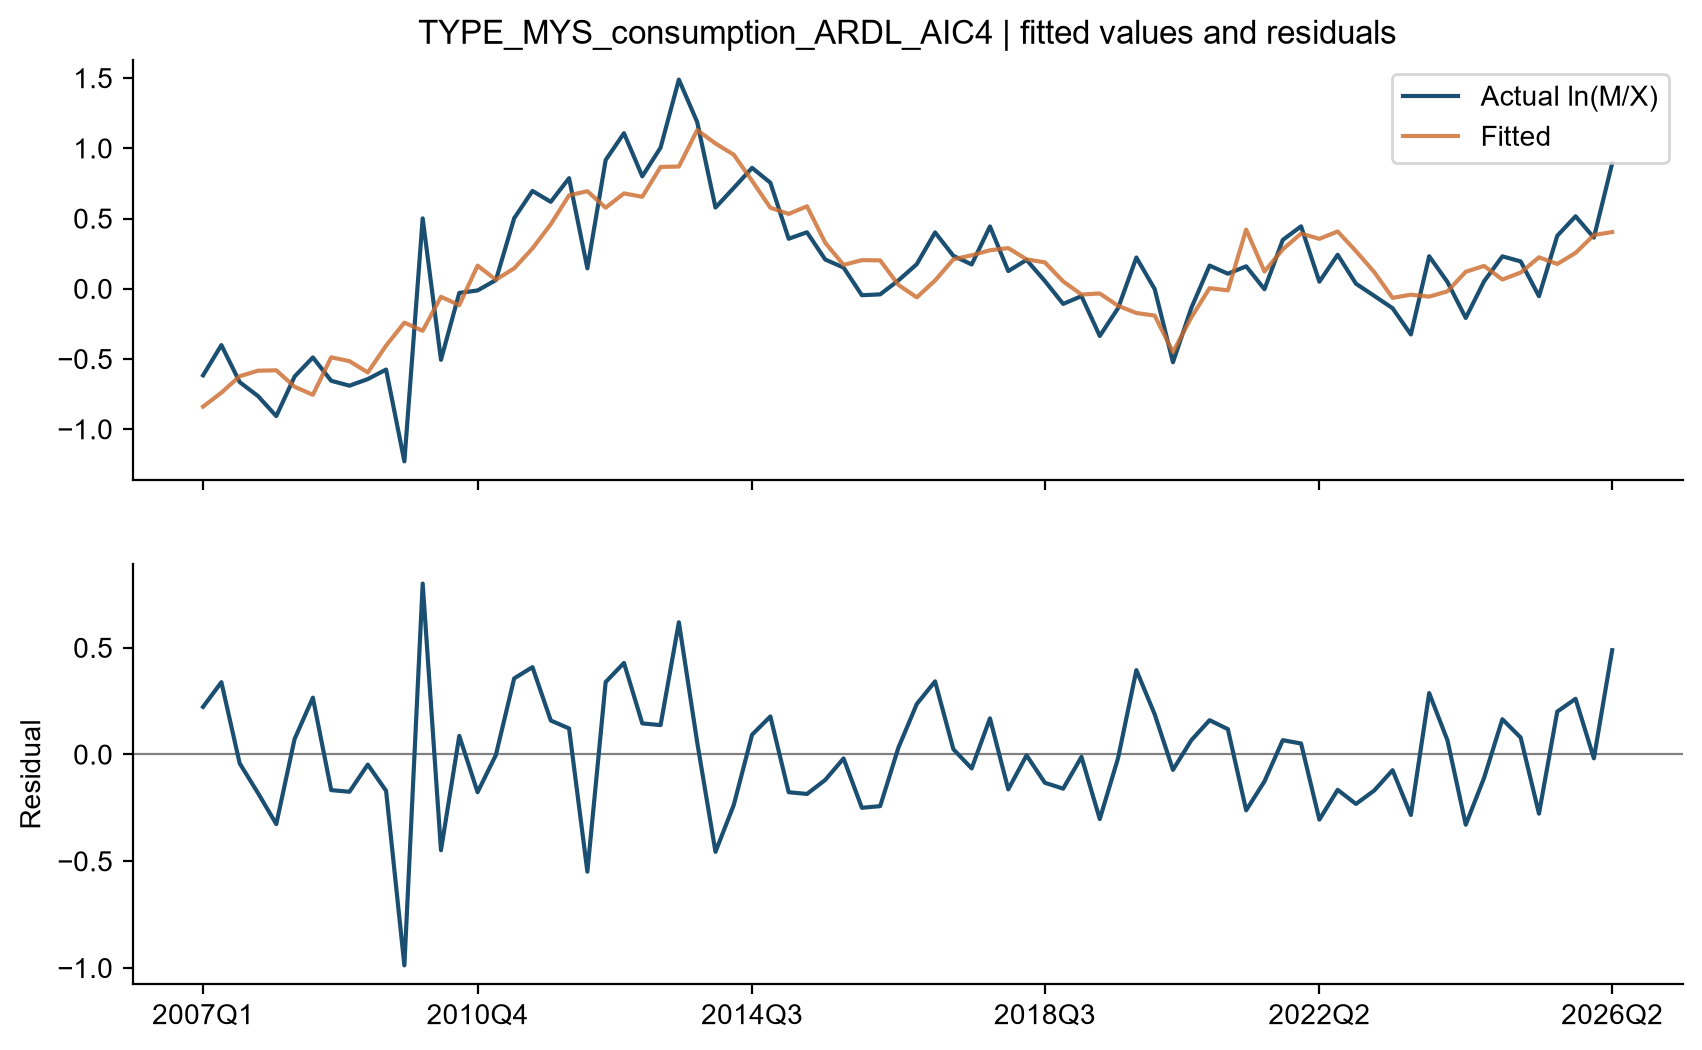 TYPE_MYS_consumption_ARDL_AIC4 | fitted values and residuals
1.5
1.0
0.5
0.0
−0.5
−1.0
Actual ln(M/X)
Fitted
Residual
0.5
0.0
−0.5
−1.0
2007Q1 2010Q4 2014Q3 2018Q3 2022Q2 2026Q2